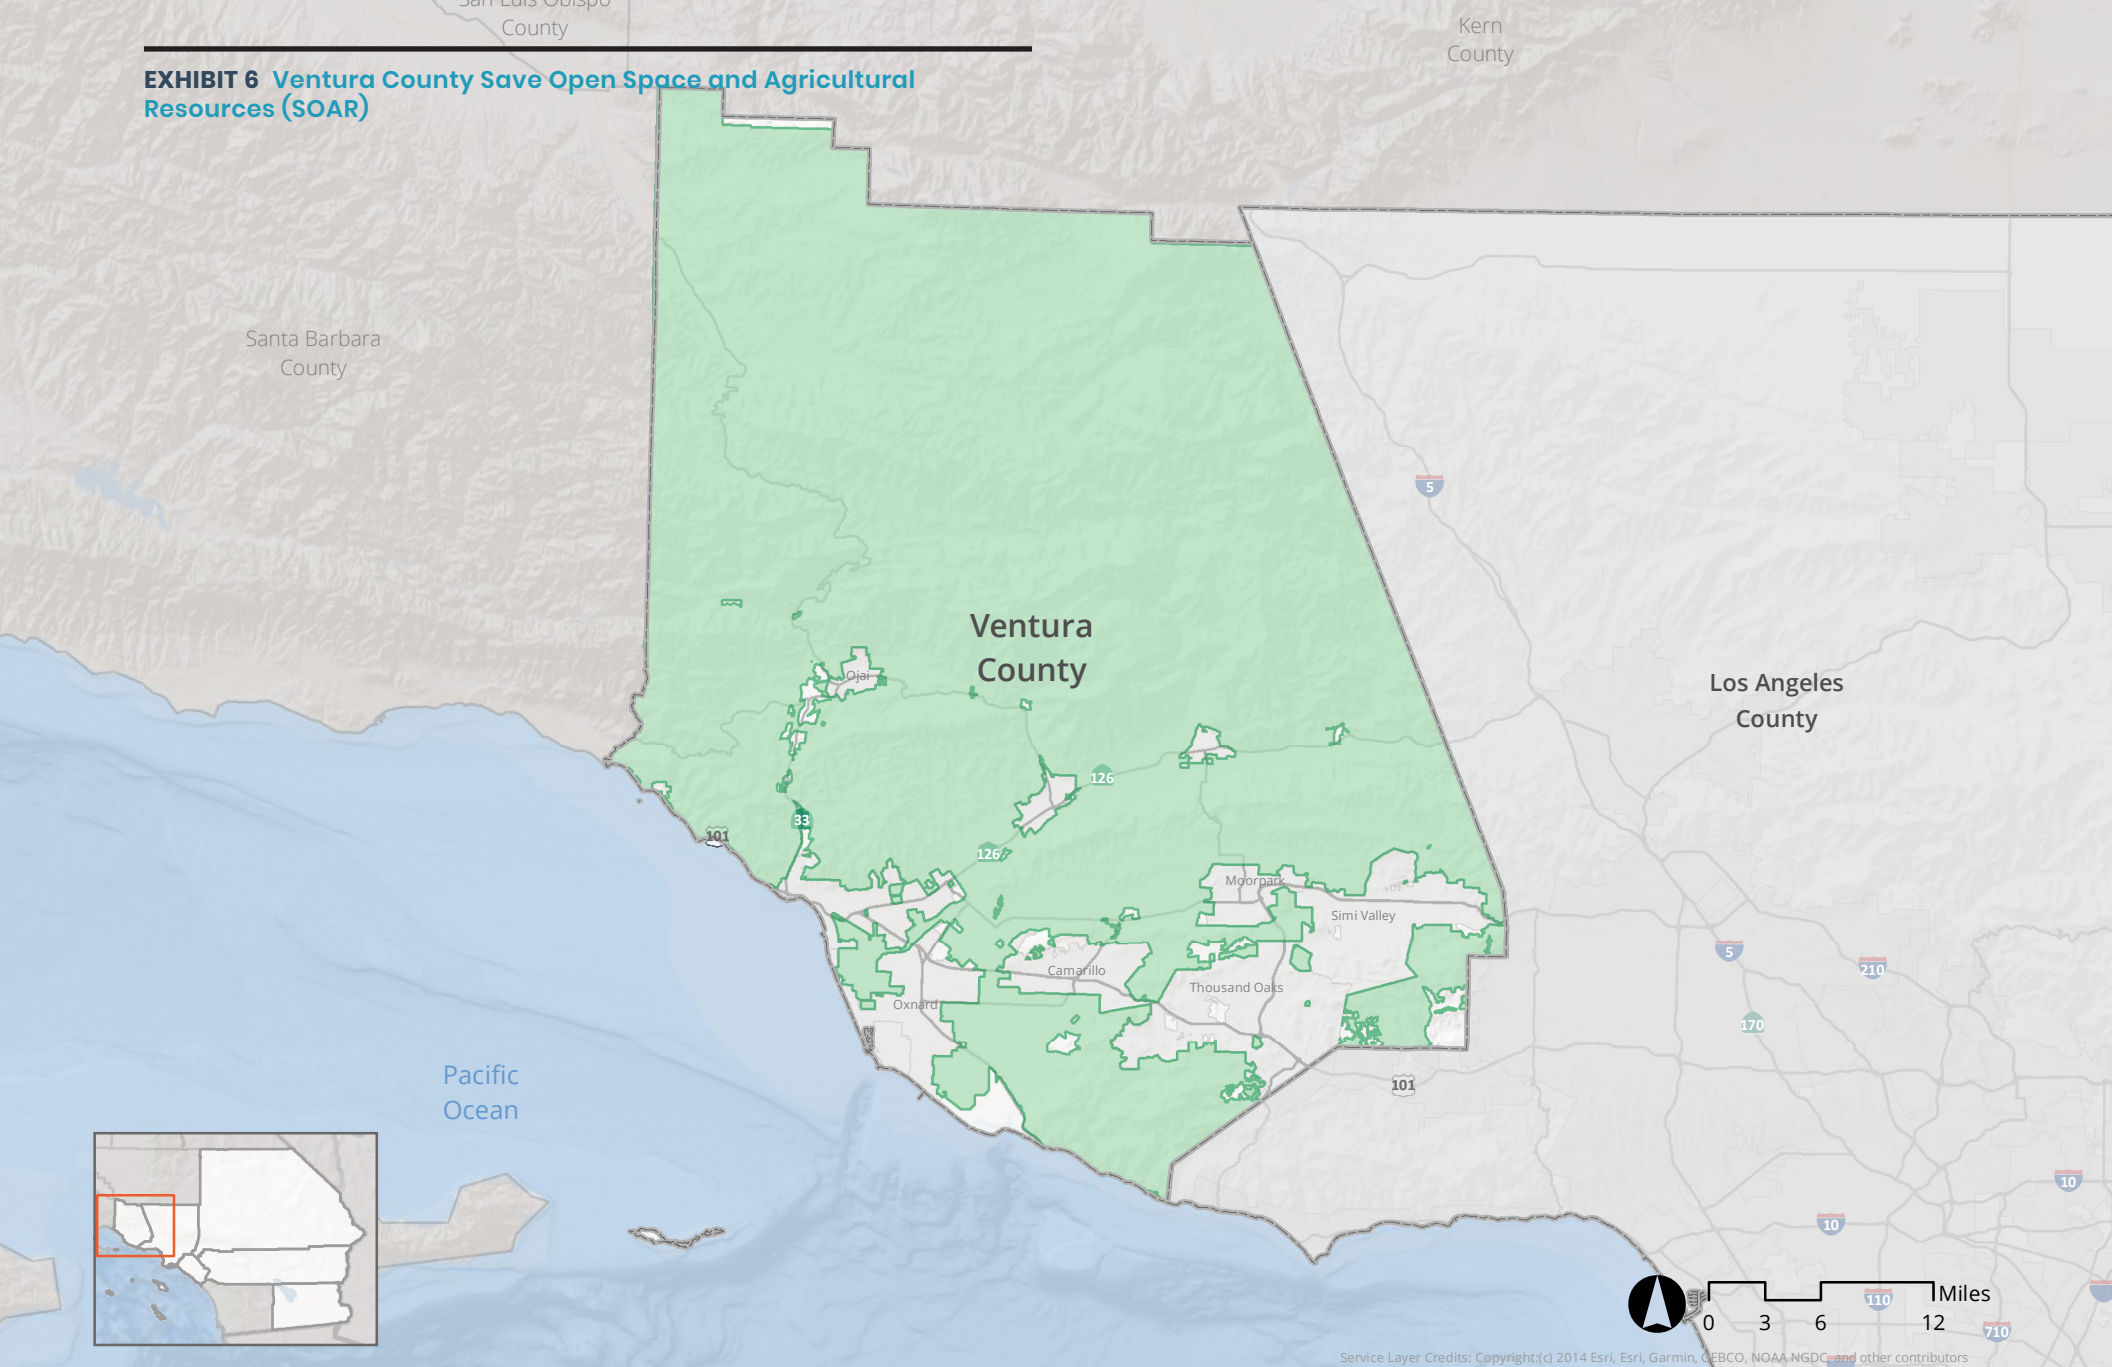 San Luis Obispo
County
Kern
County
EXHIBIT 6 Ventura County Save Open Space and Agricultural
Resources (SOAR)
Santa Barbara
County
5
Ventura
County
Ojai
Los Angeles
County
126
33
101
126
Moorpark
Simi Valley
5
210
Camarillo
Thousand Oaks
Oxnard
170
Pacific
Ocean
101
10
10
110
710
Miles
0 3 6 12
Service Layer Credits: Copyright:(c) 2014 Esri, Esri, Garmin, GEBCO, NOAA NGDC, and other contributors